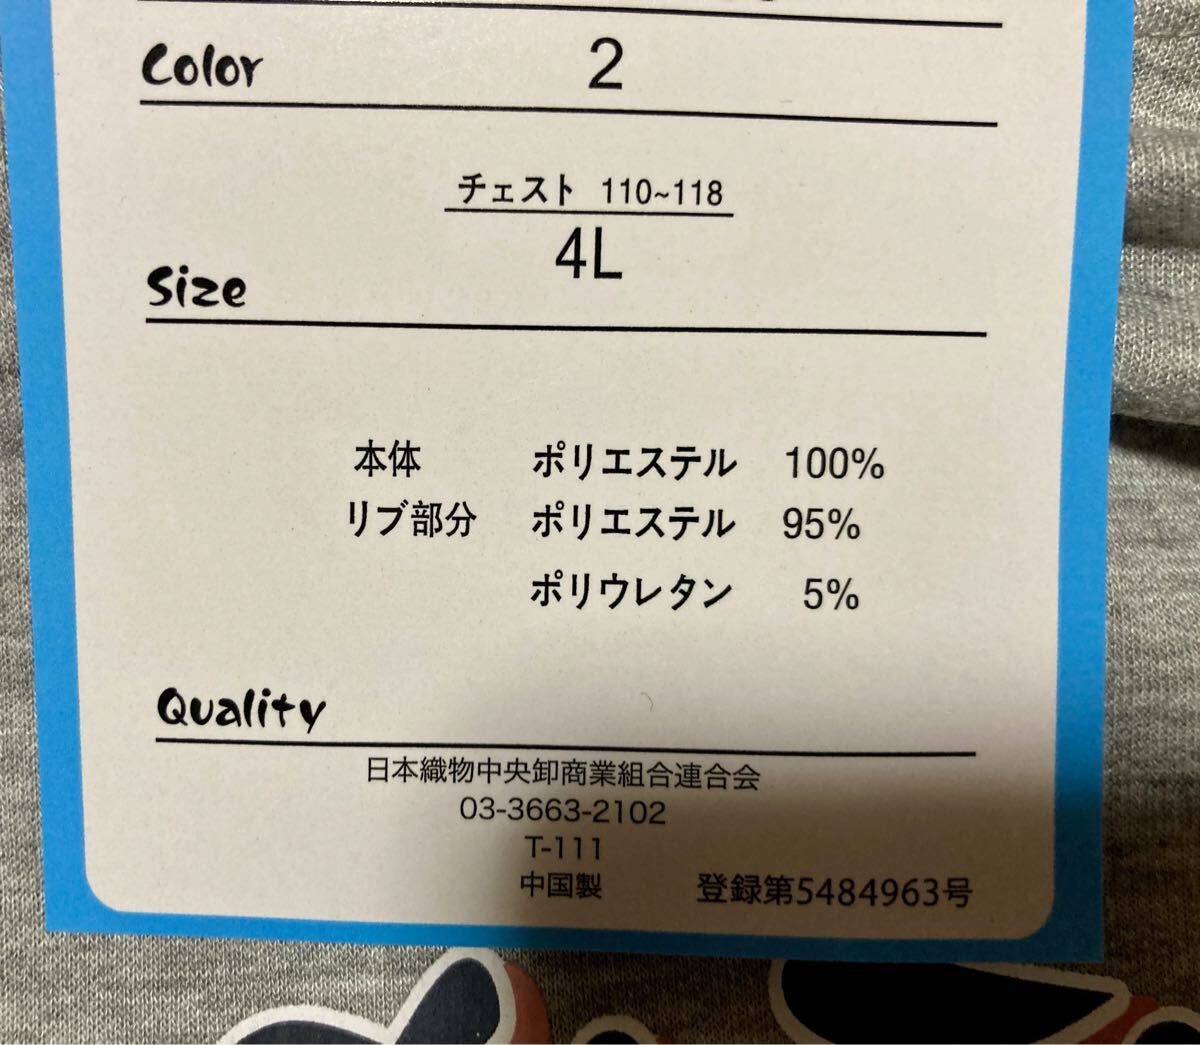 Color 2
チェスト 110~118
4L
Size
本体 ポリエステル 100%
リブ部分 ポリエステル 95%
ポリウレタン 5%
Quality
日本織物中央卸商業組合連合会
03-3663-2102
T-111
中国製 登録第5484963号